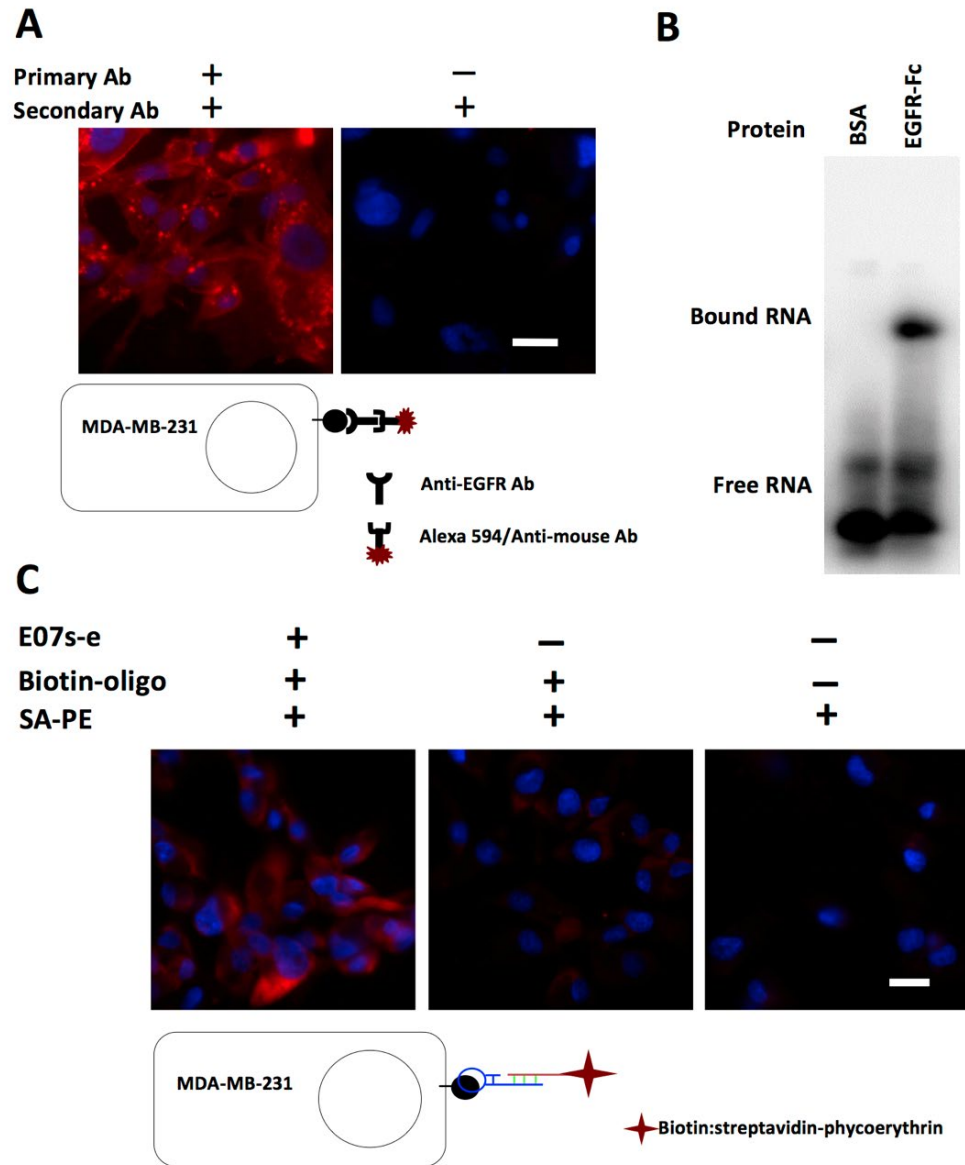 A
Primary Ab + −
Secondary Ab + +
MDA-MB-231
Anti-EGFR Ab
Alexa 594/Anti-mouse Ab
B
Protein BSA EGFR-Fc
Bound RNA
Free RNA
C
E07s-e + − −
Biotin-oligo + + −
SA-PE + + +
MDA-MB-231
Biotin:streptavidin-phycoerythrin